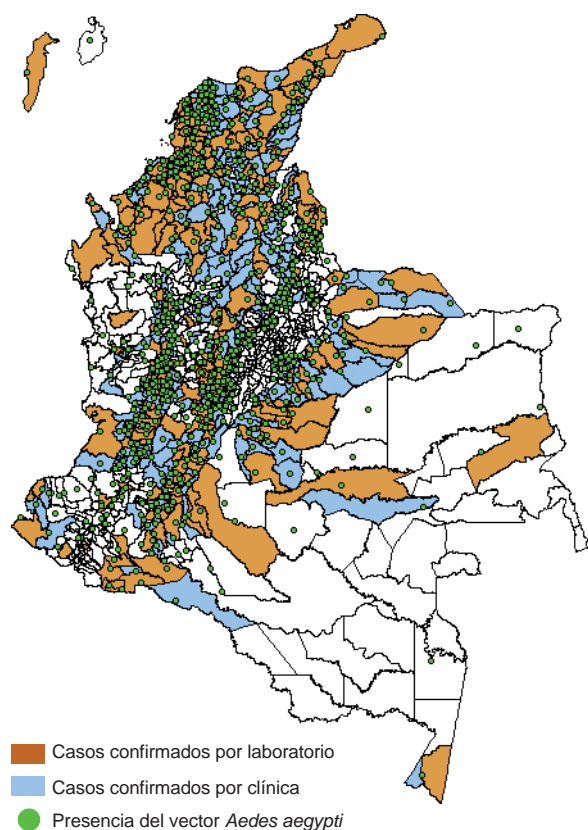 Casos confirmados por laboratorio
Casos confirmados por clínica
Presencia del vector Aedes aegypti